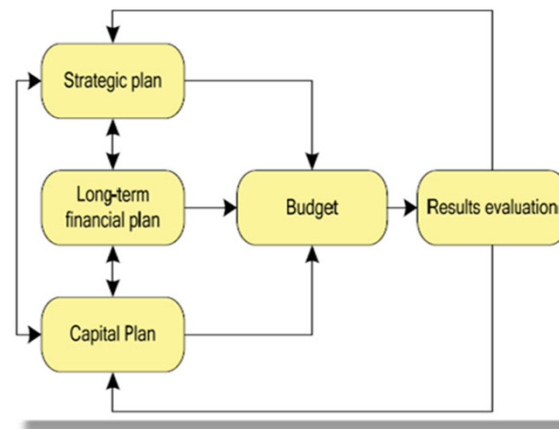 Strategic plan
Long-term
financial plan
Budget
Results evaluation
Capital Plan